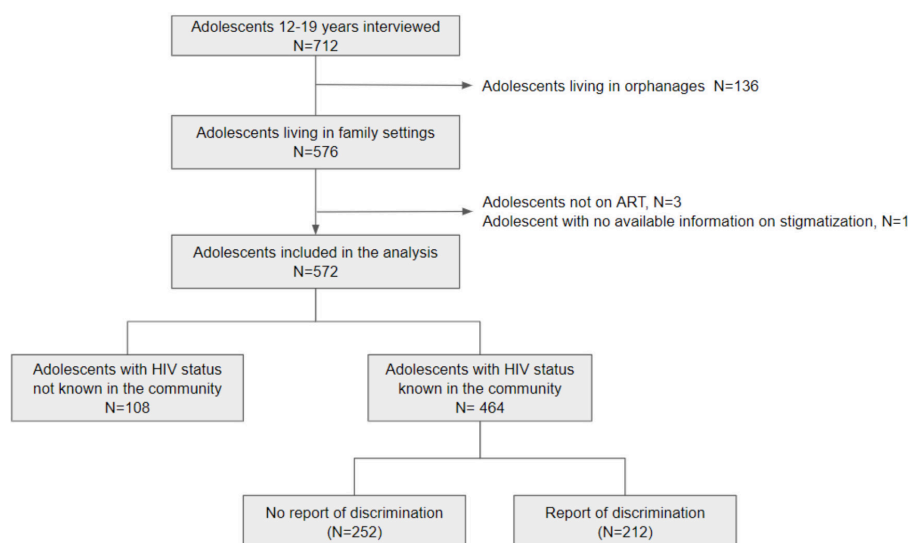 Adolescents 12-19 years interviewed
N=712
Adolescents living in orphanages N=136
Adolescents living in family settings
N=576
Adolescents not on ART, N=3
Adolescent with no available information on stigmatization, N=1
Adolescents included in the analysis
N=572
Adolescents with HIV status
not known in the community
N=108
Adolescents with HIV status
known in the community
N= 464
No report of discrimination
(N=252)
Report of discrimination
(N=212)